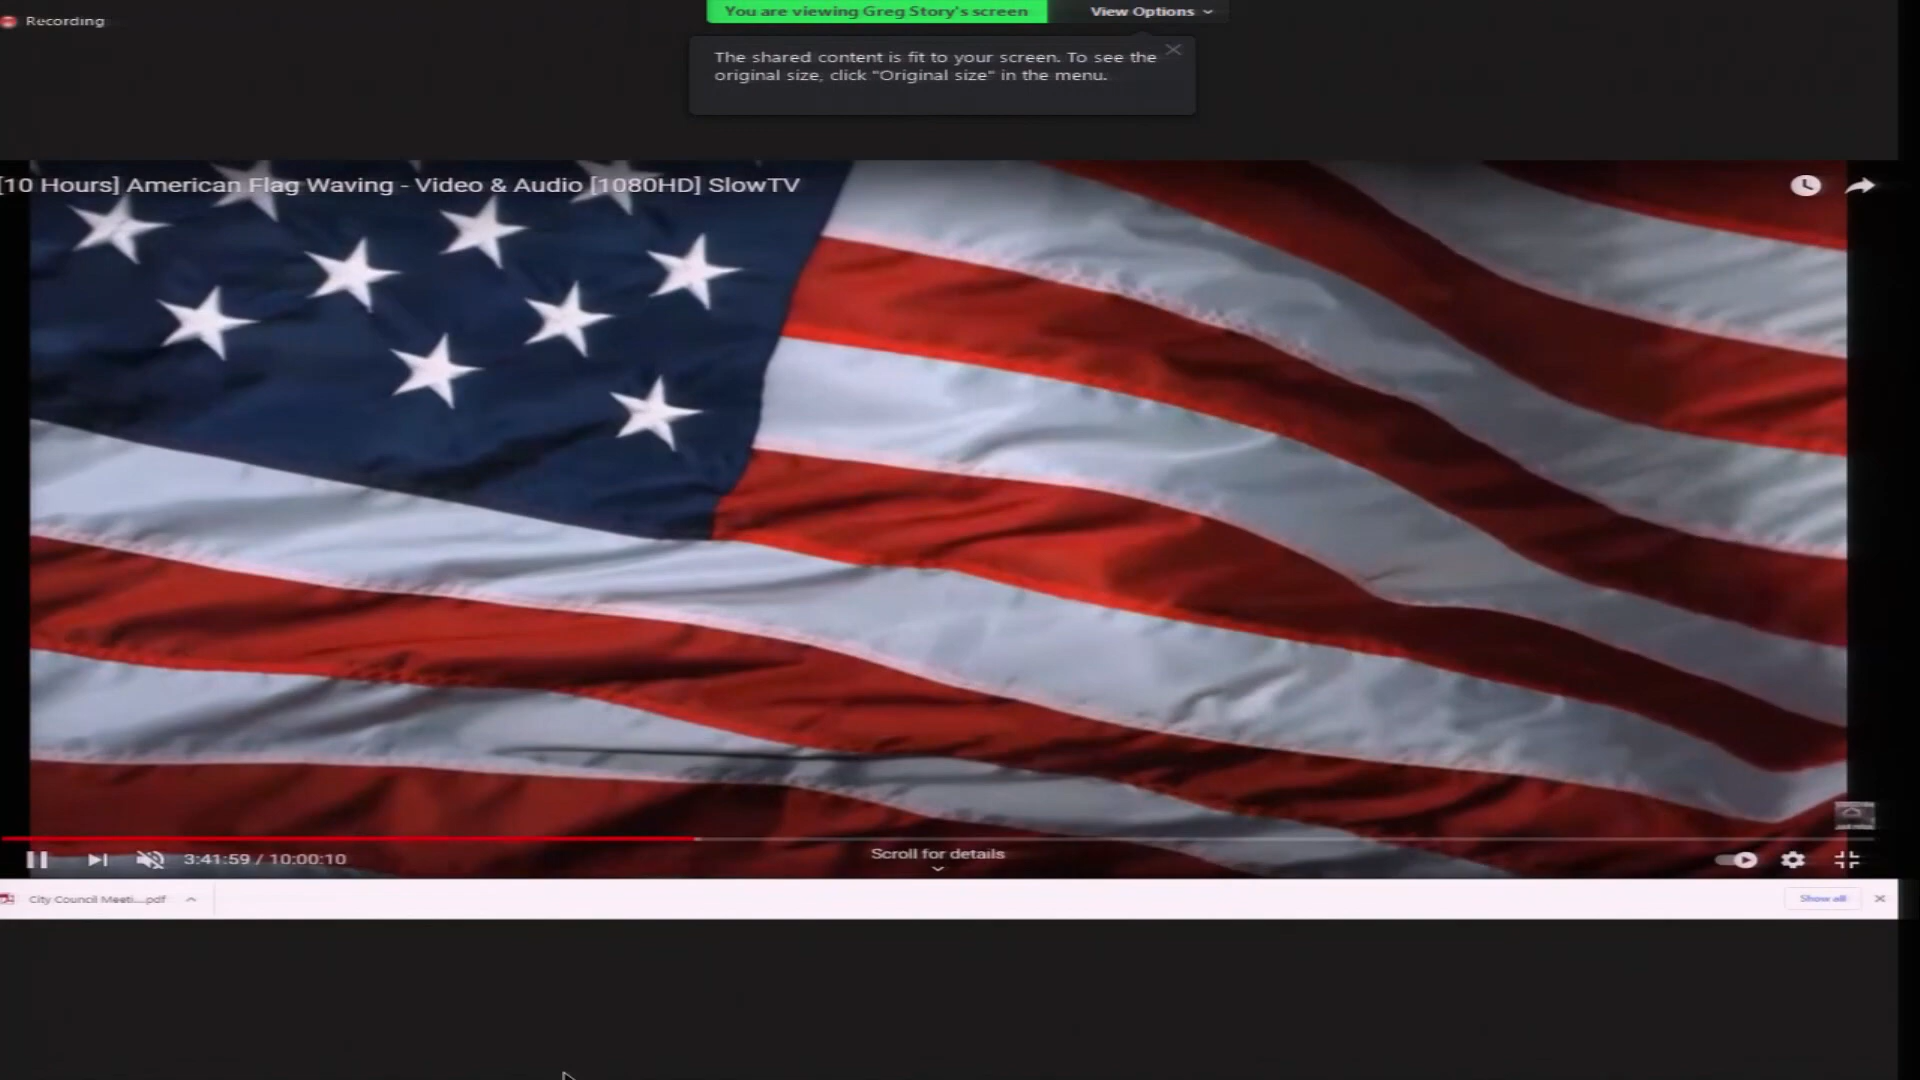 Recording
You are viewing Greg Story's screen
View Options
The shared content is fit to your screen. To see the
original size, click "Original size" in the menu.
[10 Hours] American Flag Waving - Video & Audio [1080HD] SlowTV
3:41:59 / 10:00:10
Scroll for details
City Council Meeti....pdf
Show all